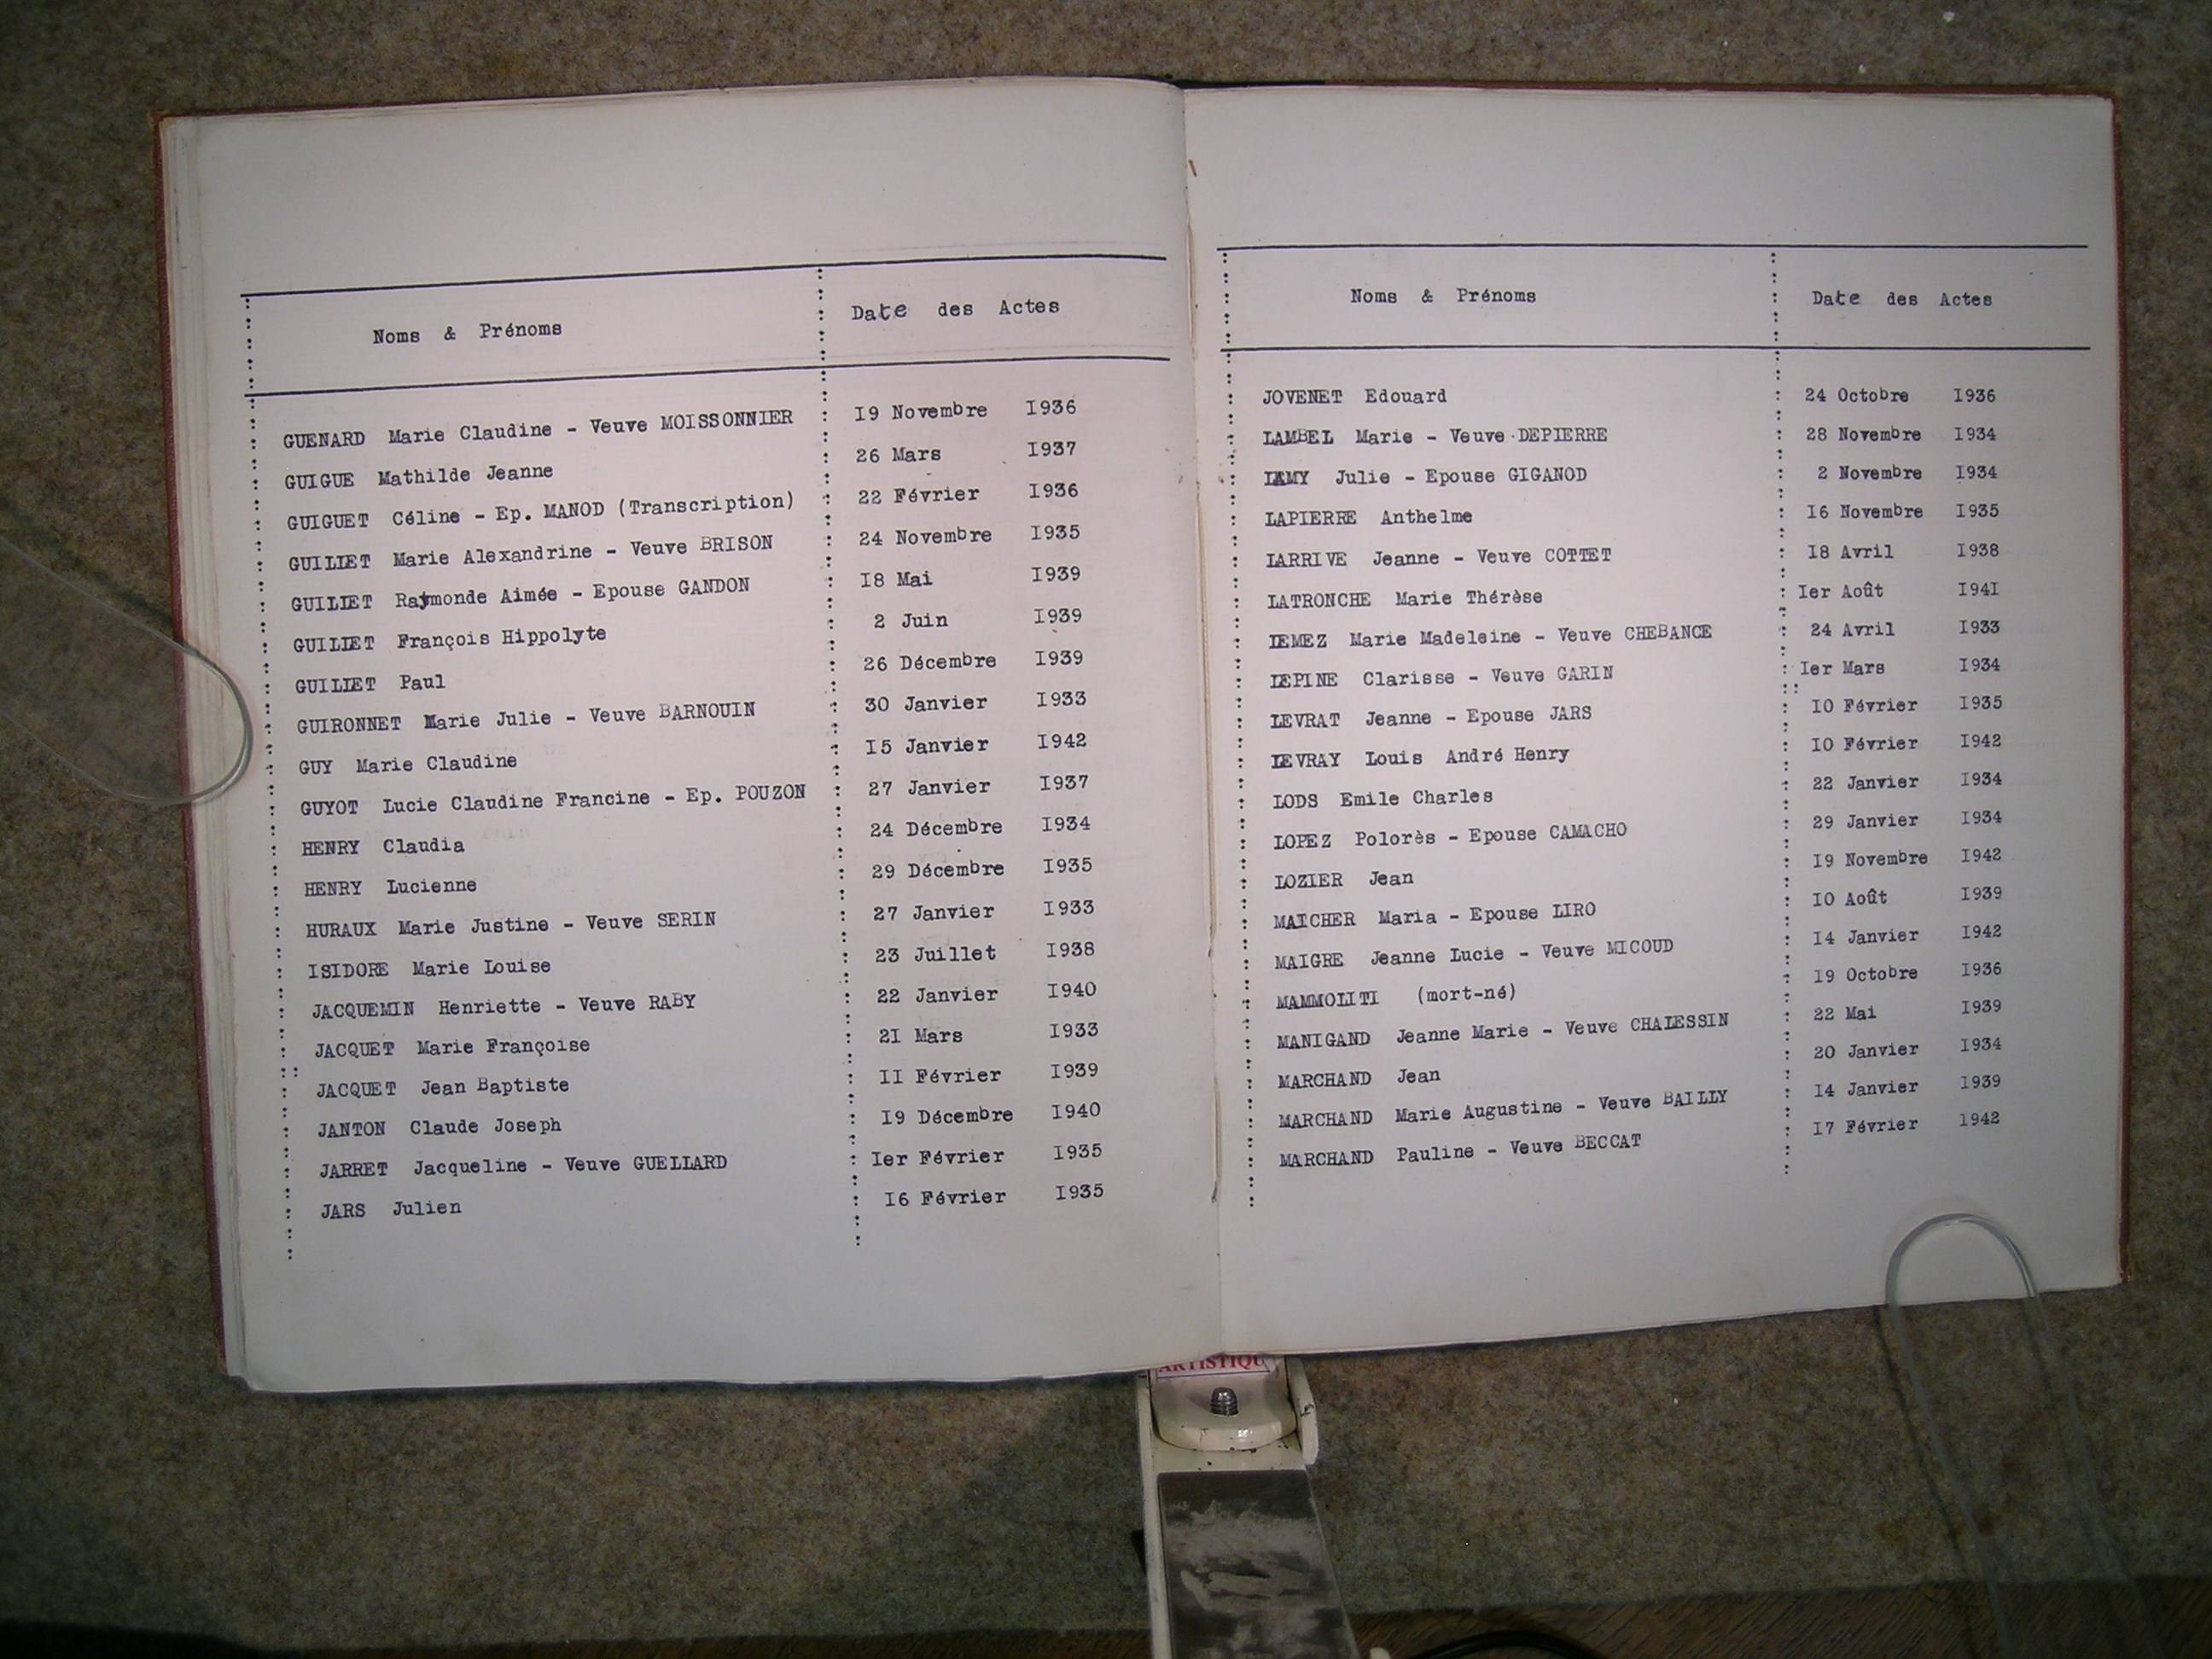 Noms & Prénoms Date des Actes
GUENARD Marie Claudine - Veuve MOISSONNIER 19 Novembre 1936
GUIGUE Mathilde Jeanne 26 Mars 1937
GUIGUET Céline - Ep. MANOD (Transcription) 22 Février 1936
GUILLET Marie Alexandrine - Veuve BRISON 24 Novembre 1935
GUILLET Raymonde Aimée - Epouse GANDON 18 Mai 1939
GUILLET François Hippolyte 2 Juin 1939
GUILLET Paul 26 Décembre 1939
GUIRONNET Marie Julie - Veuve BARNOUIN 30 Janvier 1933
GUY Marie Claudine 15 Janvier 1942
GUYOT Lucie Claudine Francine - Ep. POUZON 27 Janvier 1937
HENRY Claudia 24 Décembre 1934
HENRY Lucienne 29 Décembre 1935
HURAUX Marie Justine - Veuve SERIN 27 Janvier 1933
ISIDORE Marie Louise 23 Juillet 1938
JACQUEMIN Henriette - Veuve RABY 22 Janvier 1940
JACQUET Marie Françoise 21 Mars 1933
JACQUET Jean Baptiste 11 Février 1939
JANTON Claude Joseph 19 Décembre 1940
JARRET Jacqueline - Veuve GUELLARD Ier Février 1935
JARS Julien 16 Février 1935
Noms & Prénoms Date des Actes
JOVENET Edouard 24 Octobre 1936
LAMBEL Marie - Veuve DEPIERRE 28 Novembre 1934
LAMY Julie - Epouse GIGANOD 2 Novembre 1934
LAPIERRE Anthelme 16 Novembre 1935
LARRIVE Jeanne - Veuve COTTET 18 Avril 1938
LATRONCHE Marie Thérèse Ier Août 1941
LEMEZ Marie Madeleine - Veuve CHEBANCE 24 Avril 1933
LEPINE Clarisse - Veuve GARIN Ier Mars 1934
LEVRAT Jeanne - Epouse JARS 10 Février 1935
LEVRAY Louis André Henry 10 Février 1942
LODS Emile Charles 22 Janvier 1934
LOPEZ Polorès - Epouse CAMACHO 29 Janvier 1934
LOZIER Jean 19 Novembre 1942
MAICHER Maria - Epouse LIRO 10 Août 1939
MAIGRE Jeanne Lucie - Veuve MICOUD 14 Janvier 1942
MAMMOLITI (mort-né) 19 Octobre 1936
MANIGAND Jeanne Marie - Veuve CHALESSIN 22 Mai 1939
MARCHAND Jean 20 Janvier 1934
MARCHAND Marie Augustine - Veuve BAILLY 14 Janvier 1939
MARCHAND Pauline - Veuve BECCAT 17 Février 1942